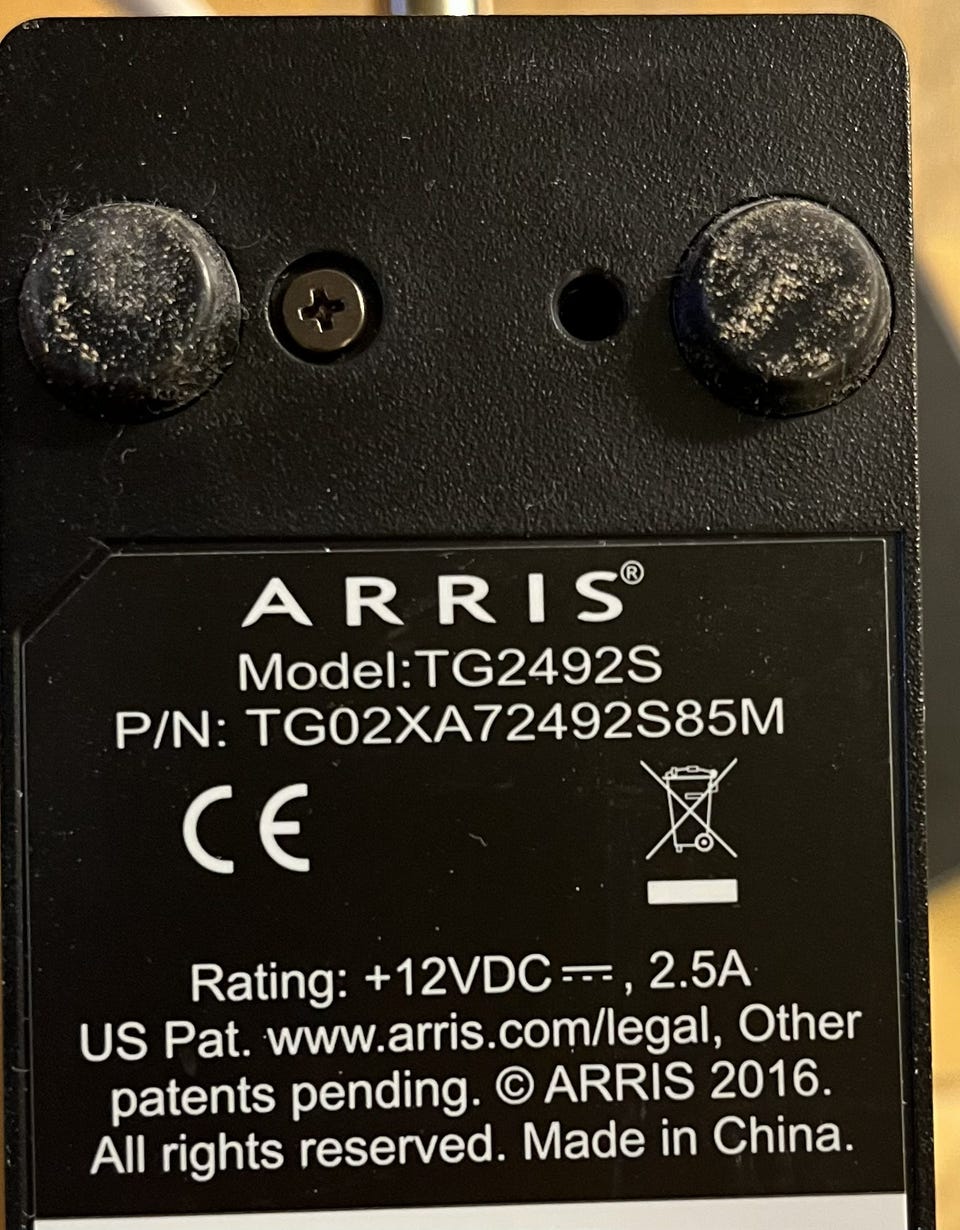 ARRIS®
Model:TG2492S
P/N: TG02XA72492S85M
CE
Rating: +12VDC⎓, 2.5A
US Pat. www.arris.com/legal, Other
patents pending. © ARRIS 2016.
All rights reserved. Made in China.